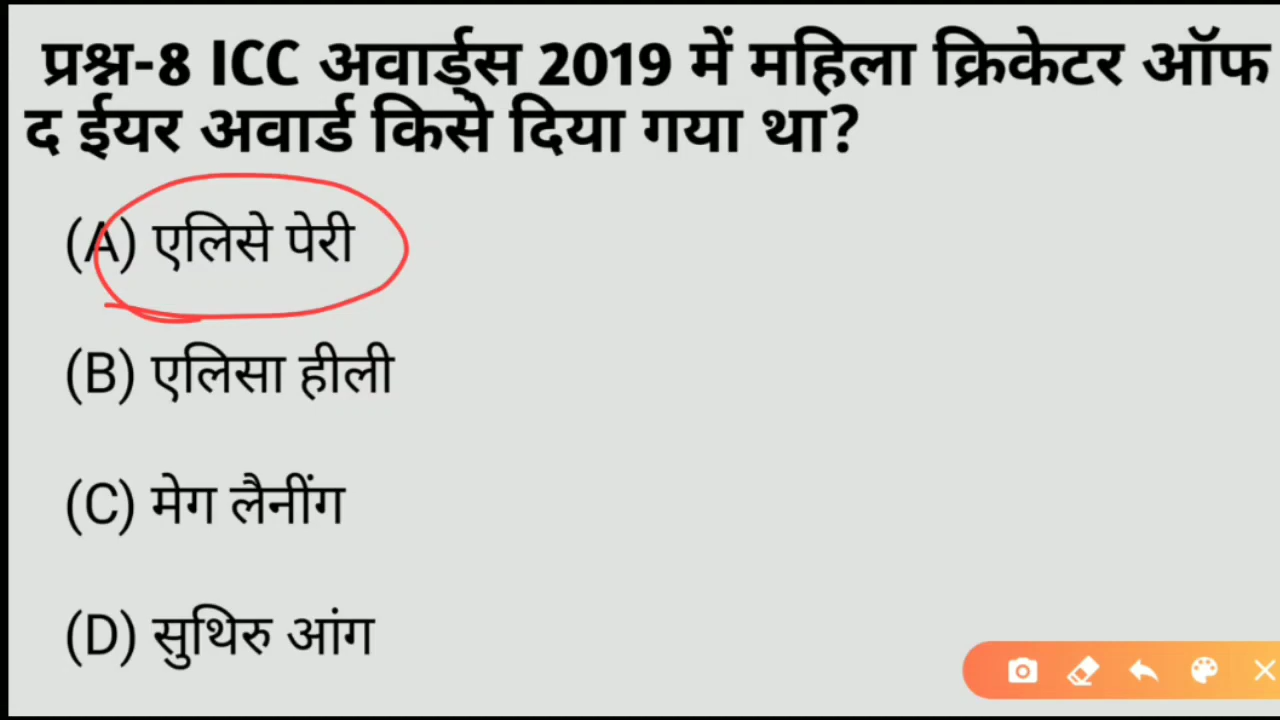 प्रश्न-8 ICC अवार्ड्स 2019 में महिला क्रिकेटर ऑफ
द ईयर अवार्ड किसे दिया गया था?
(A) एलिसे पेरी
(B) एलिसा हीली
(C) मेग लैनींग
(D) सुथिरु आंग